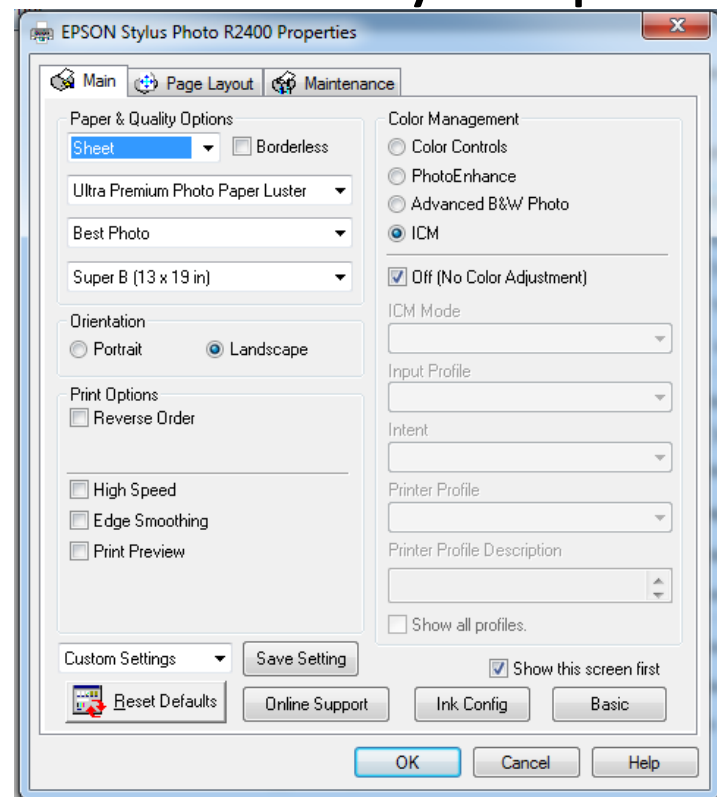 EPSON Stylus Photo R2400 Properties
Main
Page Layout
Maintenance
Paper & Quality Options
Sheet
Borderless
Ultra Premium Photo Paper Luster
Best Photo
Super B (13 x 19 in)
Orientation
Portrait
Landscape
Print Options
Reverse Order
High Speed
Edge Smoothing
Print Preview
Color Management
Color Controls
PhotoEnhance
Advanced B&W Photo
ICM
Off (No Color Adjustment)
ICM Mode
Input Profile
Intent
Printer Profile
Printer Profile Description
Show all profiles.
Custom Settings
Save Setting
Show this screen first
Reset Defaults
Online Support
Ink Config
Basic
OK
Cancel
Help